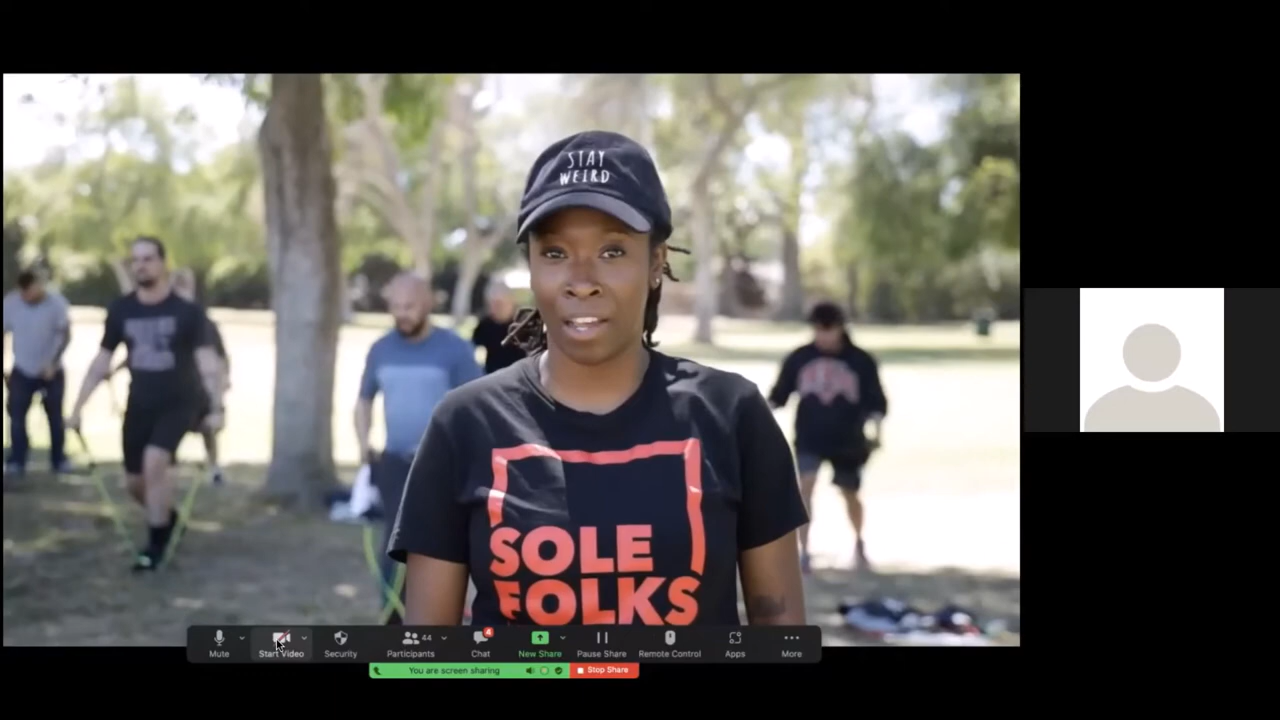 STAY
WEIRD
SOLE
FOLKS
44
4
Mute
Start Video
Security
Participants
Chat
New Share
Pause Share
Remote Control
Apps
More
You are screen sharing
Stop Share